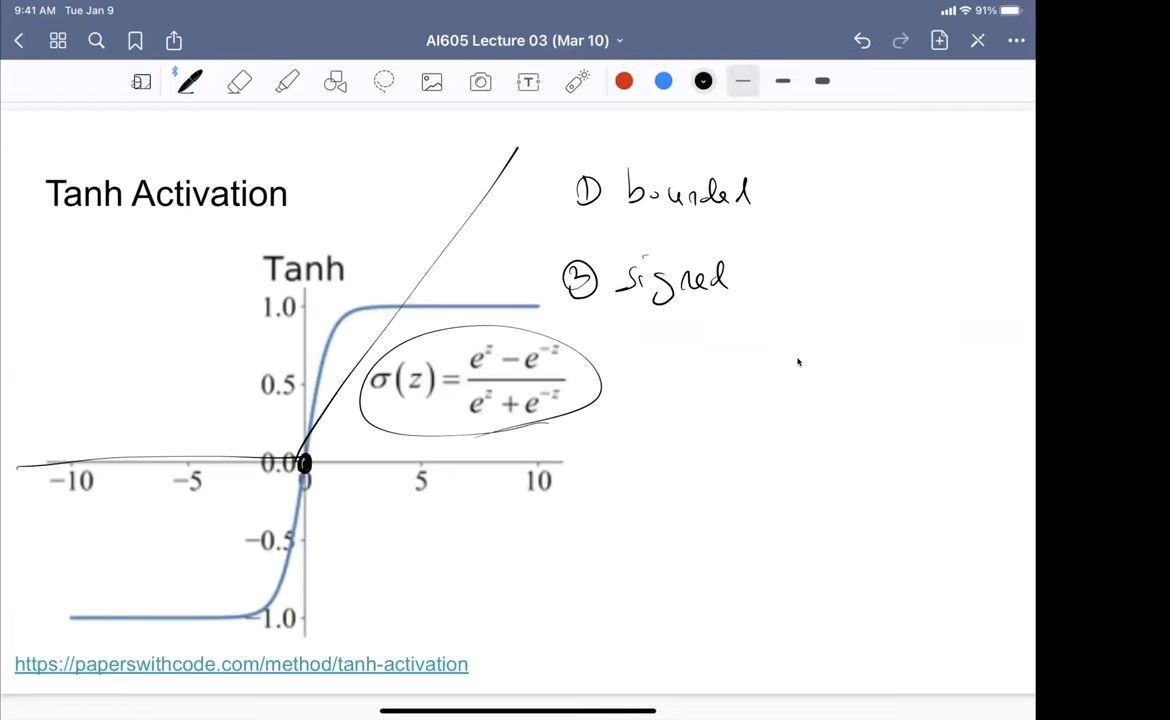 9:41 AM Tue Jan 9
91%
AI605 Lecture 03 (Mar 10)
T
Tanh Activation
① bounded
② signed
Tanh
1.0
0.5
0.0
-0.5
-1.0
−10 −5 0 5 10
σ(z) = (e^z − e^−z) / (e^z + e^−z)
https://paperswithcode.com/method/tanh-activation